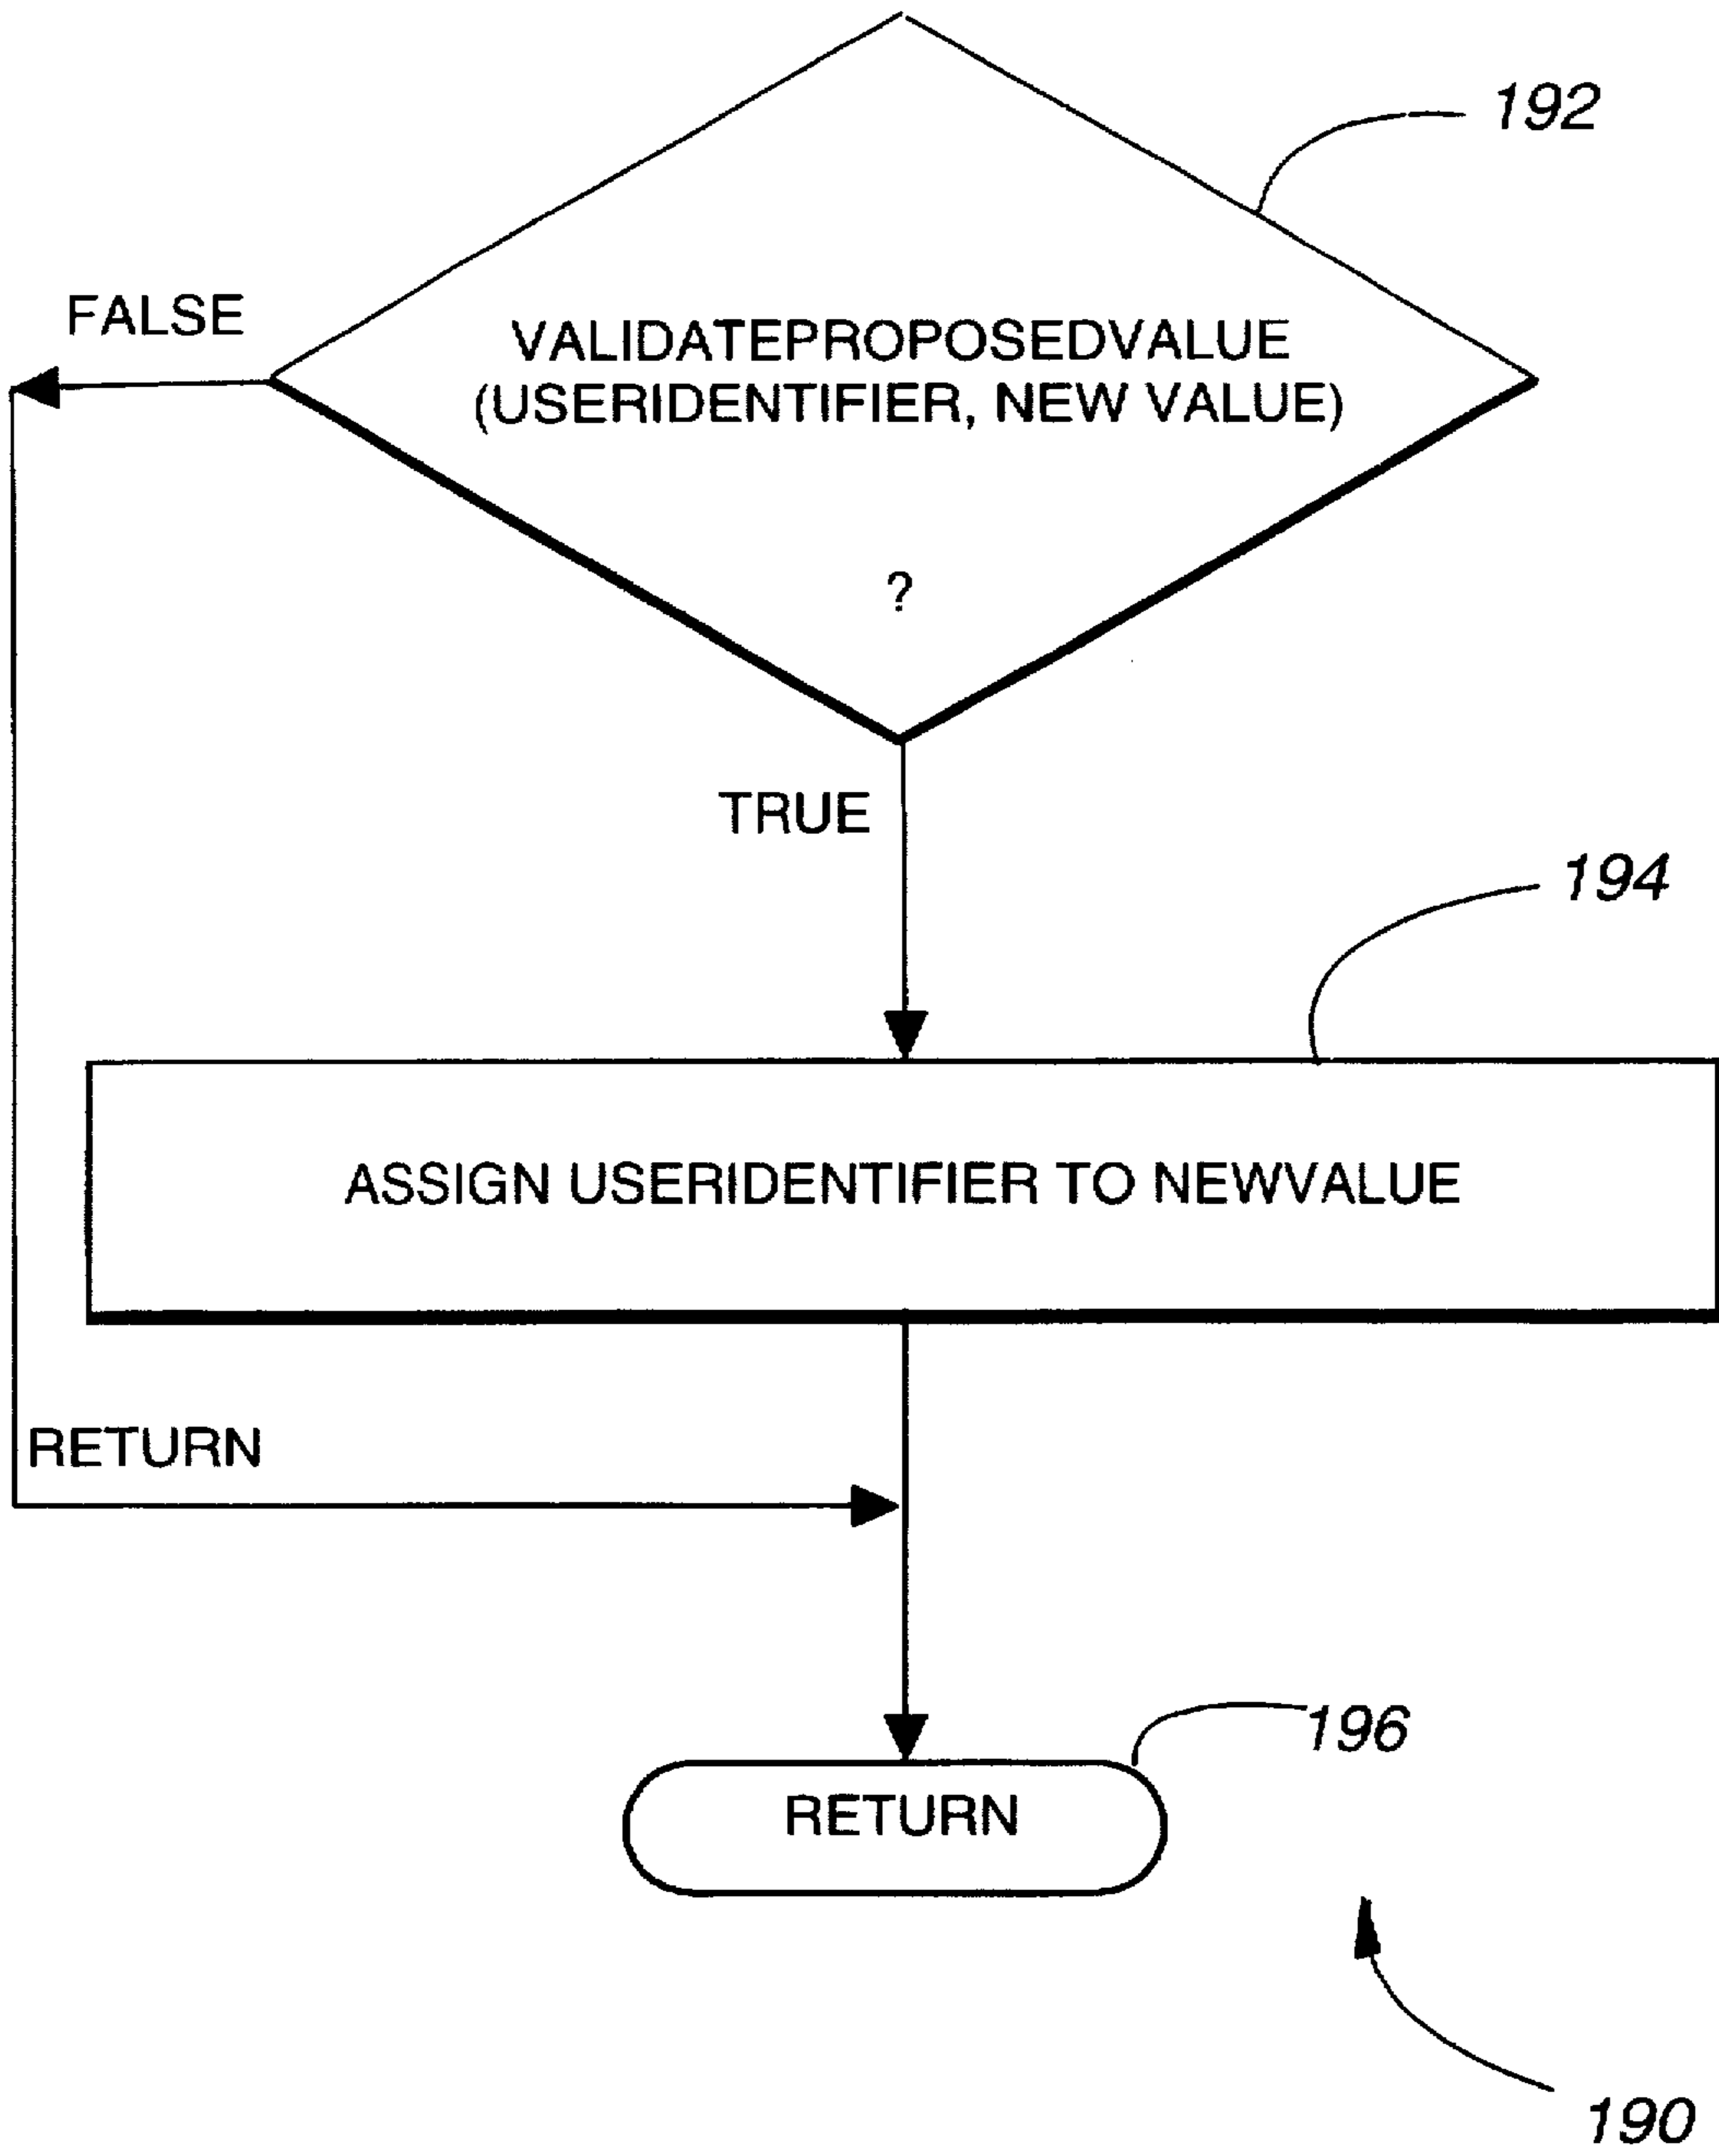 192
FALSE
VALIDATEPROPOSEDVALUE
(USERIDENTIFIER, NEW VALUE)
?
TRUE
194
ASSIGN USERIDENTIFIER TO NEWVALUE
RETURN
196
RETURN
190